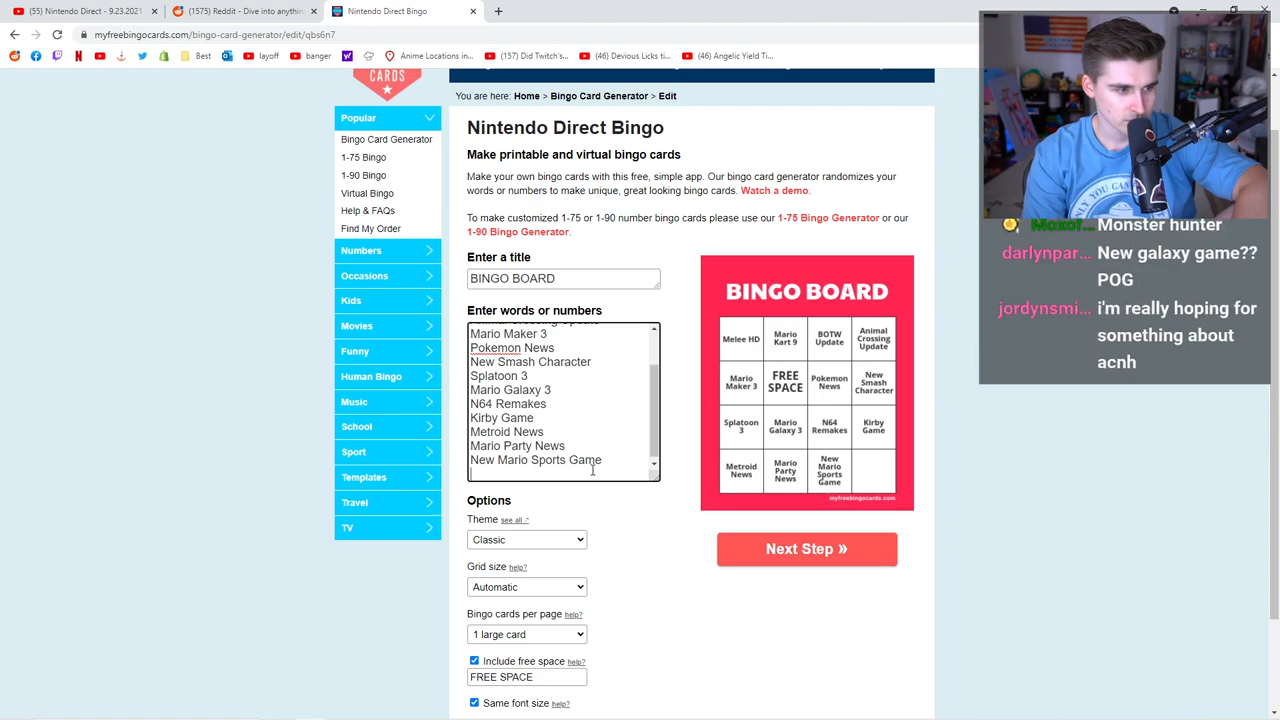 (55) Nintendo Direct - 9.23.2021
(1575) Reddit - Dive into anythin
Nintendo Direct Bingo
myfreebingocards.com/bingo-card-generator/edit/qbs6n7
Best
layoff
banger
Anime Locations in...
(157) Did Twitch's...
(46) Devious Licks ti...
(46) Angelic Yield Tz...
CARDS
You are here: Home > Bingo Card Generator > Edit
Popular
Bingo Card Generator
1-75 Bingo
1-90 Bingo
Virtual Bingo
Help & FAQs
Find My Order
Numbers
Occasions
Kids
Movies
Funny
Human Bingo
Music
School
Sport
Templates
Travel
TV
Nintendo Direct Bingo
Make printable and virtual bingo cards
Make your own bingo cards with this free, simple app. Our bingo card generator randomizes your
words or numbers to make unique, great looking bingo cards. Watch a demo.
To make customized 1-75 or 1-90 number bingo cards please use our 1-75 Bingo Generator or our
1-90 Bingo Generator.
Enter a title
BINGO BOARD
Enter words or numbers
Mario Maker 3
Pokemon News
New Smash Character
Splatoon 3
Mario Galaxy 3
N64 Remakes
Kirby Game
Metroid News
Mario Party News
New Mario Sports Game
Options
Theme see all
Classic
Grid size help?
Automatic
Bingo cards per page help?
1 large card
Include free space help?
FREE SPACE
Same font size help?
BINGO BOARD
Melee HD
Mario
Kart 9
BOTW
Update
Animal
Crossing
Update
Mario
Maker 3
FREE
SPACE
Pokemon
News
New
Smash
Character
Splatoon
3
Mario
Galaxy 3
N64
Remakes
Kirby
Game
Metroid
News
Mario
Party
News
New
Mario
Sports
Game
myfreebingocards.com
Next Step »
Monster hunter
darlynpar... New galaxy game??
POG
jordynsmi... i'm really hoping for
something about
acnh